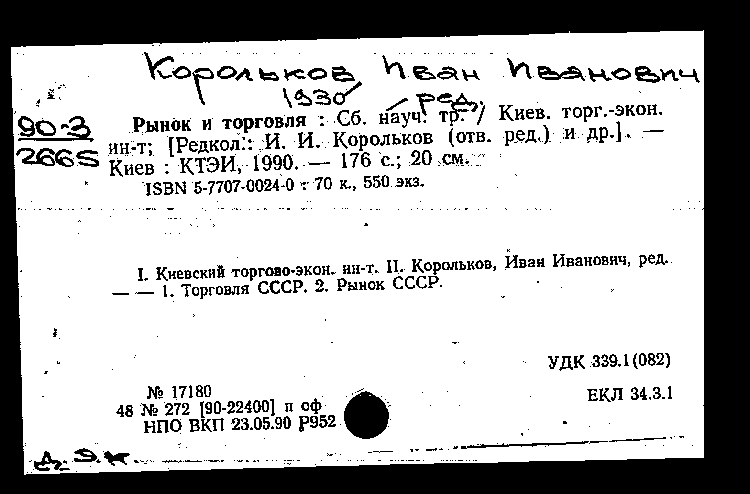 Корольков Иван Иванович
1930 ред.
90-3
2665
Рынок и торговля : Сб. науч. тр. / Киев. торг.-экон.
ин-т; [Редкол.: И. И. Корольков (отв. ред.) и др.]. —
Киев : КТЭИ, 1990. — 176 с.; 20 см.
ISBN 5-7707-0024-0 : 70 к., 550 экз.
I. Киевский торгово-экон. ин-т. II. Корольков, Иван Иванович, ред.
— — 1. Торговля СССР. 2. Рынок СССР.
УДК 339.1(082)
№ 17180
48 № 272 [90-22400] п оф
ЕКЛ 34.3.1
НПО ВКП 23.05.90 Р952